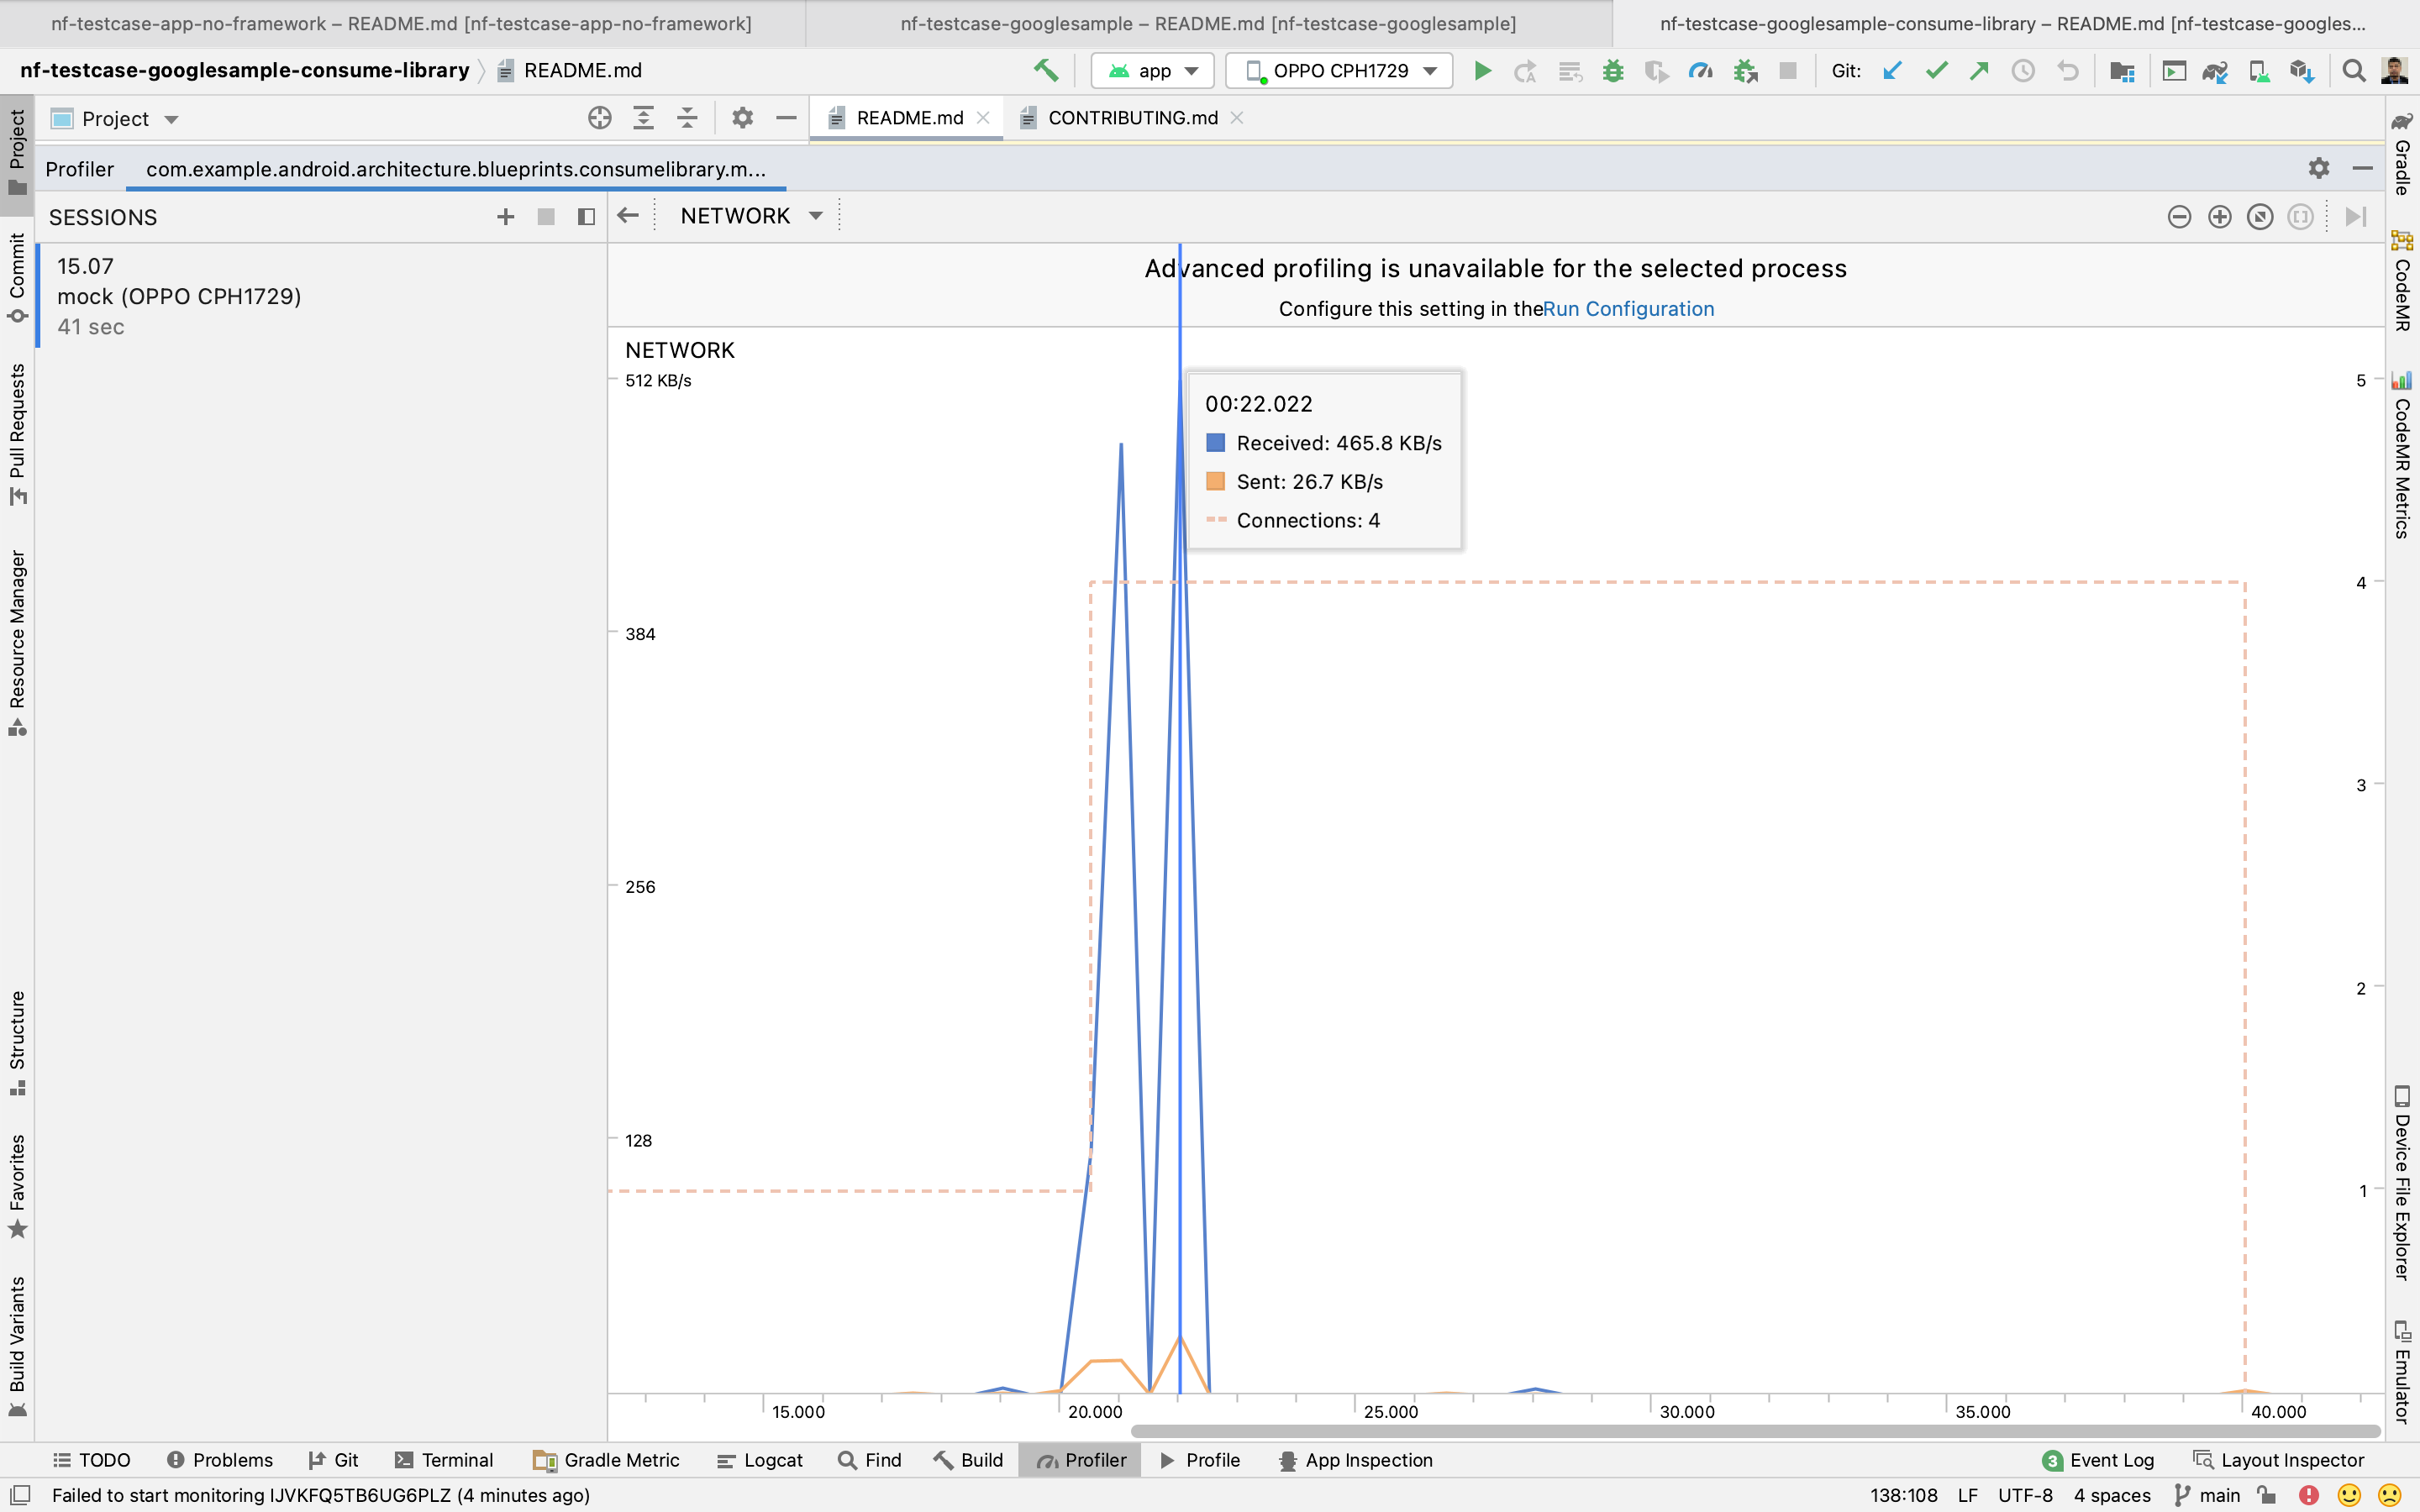 nf-testcase-app-no-framework – README.md [nf-testcase-app-no-framework]
nf-testcase-googlesample – README.md [nf-testcase-googlesample]
nf-testcase-googlesample-consume-library – README.md [nf-testcase-googles...
nf-testcase-googlesample-consume-library
README.md
app
OPPO CPH1729
Git:
Project
README.md
CONTRIBUTING.md
Profiler
com.example.android.architecture.blueprints.consumelibrary.m...
SESSIONS
NETWORK
15.07
mock (OPPO CPH1729)
41 sec
Advanced profiling is unavailable for the selected process
Configure this setting in theRun Configuration
NETWORK
512 KB/s
384
256
128
5
4
3
2
1
00:22.022
Received: 465.8 KB/s
Sent: 26.7 KB/s
Connections: 4
15.000
20.000
25.000
30.000
35.000
40.000
Project
Commit
Pull Requests
Resource Manager
Structure
Favorites
Build Variants
Gradle
CodeMR
CodeMR Metrics
Device File Explorer
Emulator
TODO
Problems
Git
Terminal
Gradle Metric
Logcat
Find
Build
Profiler
Profile
App Inspection
3 Event Log
Layout Inspector
Failed to start monitoring IJVKFQ5TB6UG6PLZ (4 minutes ago)
138:108
LF
UTF-8
4 spaces
main